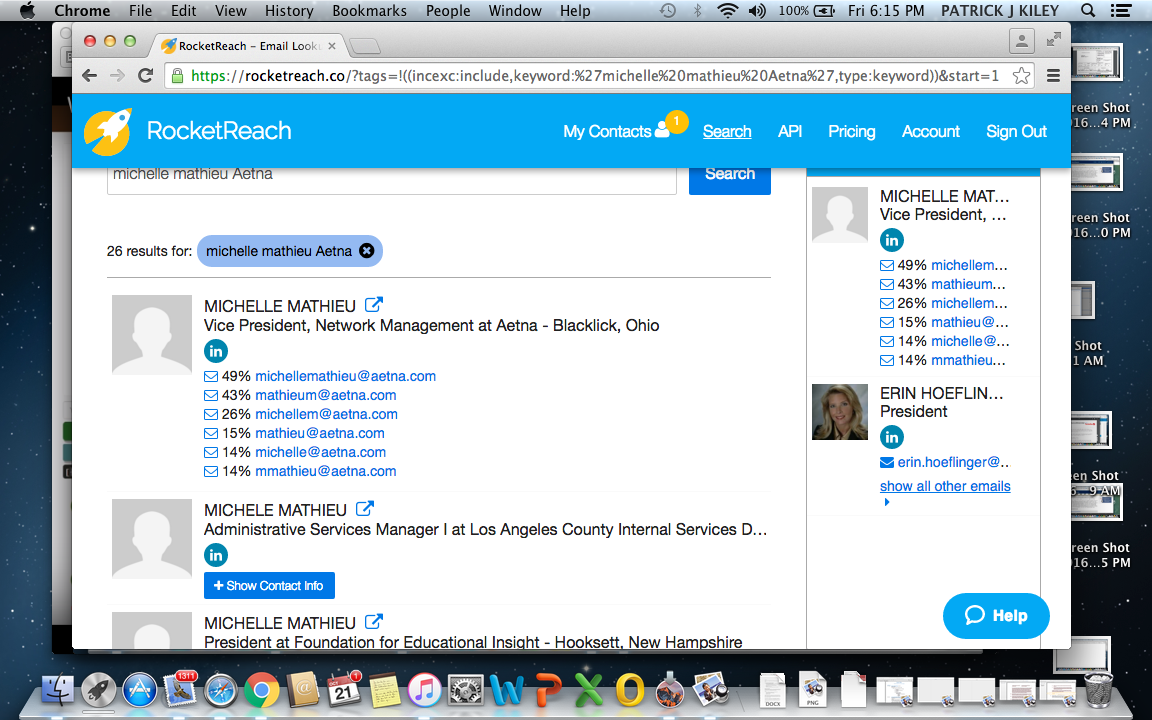 Chrome File Edit View History Bookmarks People Window Help 100% Fri 6:15 PM PATRICK J KILEY
RocketReach – Email Looku
https://rocketreach.co/?tags=!((incexc:include,keyword:%27michelle%20mathieu%20Aetna%27,type:keyword))&start=1
RocketReach
My Contacts 1 Search API Pricing Account Sign Out
michelle mathieu Aetna Search
26 results for: michelle mathieu Aetna
MICHELLE MATHIEU
Vice President, Network Management at Aetna - Blacklick, Ohio
in
49% michellemathieu@aetna.com
43% mathieum@aetna.com
26% michellem@aetna.com
15% mathieu@aetna.com
14% michelle@aetna.com
14% mmathieu@aetna.com
MICHELE MATHIEU
Administrative Services Manager I at Los Angeles County Internal Services D...
in
+ Show Contact Info
MICHELLE MATHIEU
President at Foundation for Educational Insight - Hooksett, New Hampshire
MICHELLE MAT...
Vice President, ...
in
49% michellem...
43% mathieum...
26% michellem...
15% mathieu@...
14% michelle@...
14% mmathieu...
ERIN HOEFLIN...
President
in
erin.hoeflinger@...
show all other emails
Help
reen Shot
016...4 PM
reen Shot
16...0 PM
Shot
1 AM
en Shot
6...9 AM
reen Shot
016...5 PM
1311
OCT
21
1
DOCX
PNG